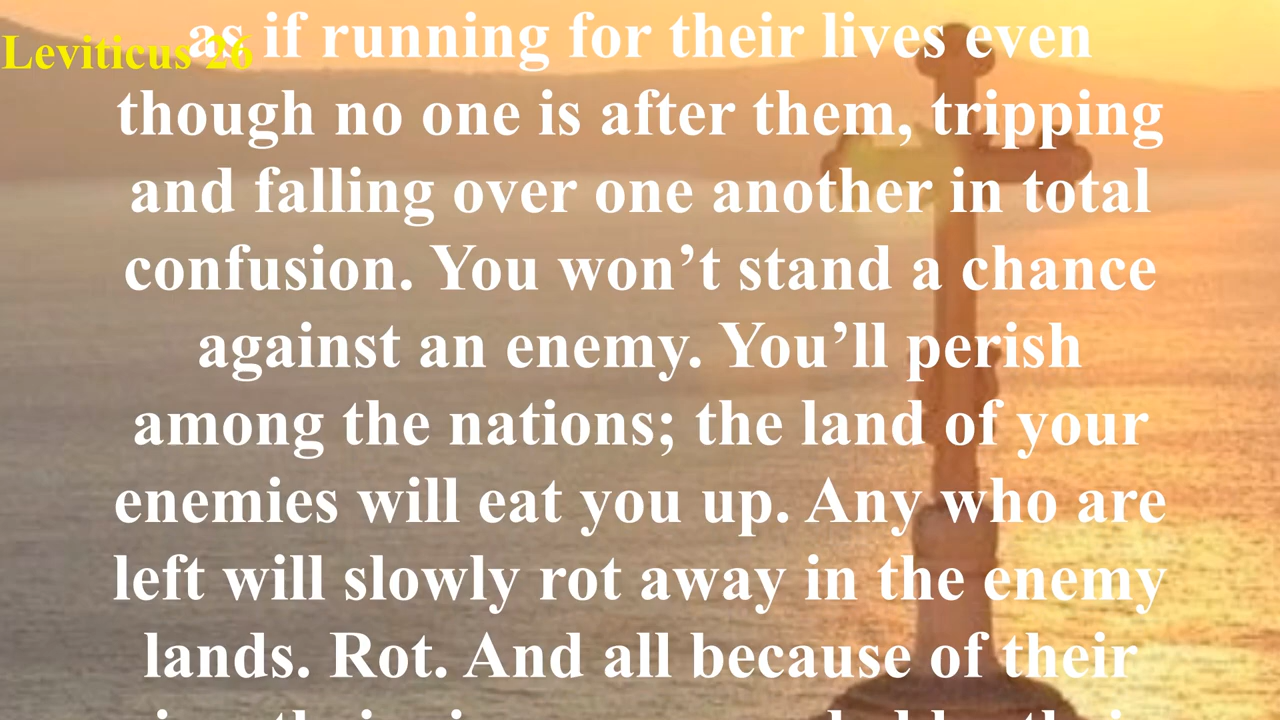 Leviticus 26
as if running for their lives even
though no one is after them, tripping
and falling over one another in total
confusion. You won’t stand a chance
against an enemy. You’ll perish
among the nations; the land of your
enemies will eat you up. Any who are
left will slowly rot away in the enemy
lands. Rot. And all because of their